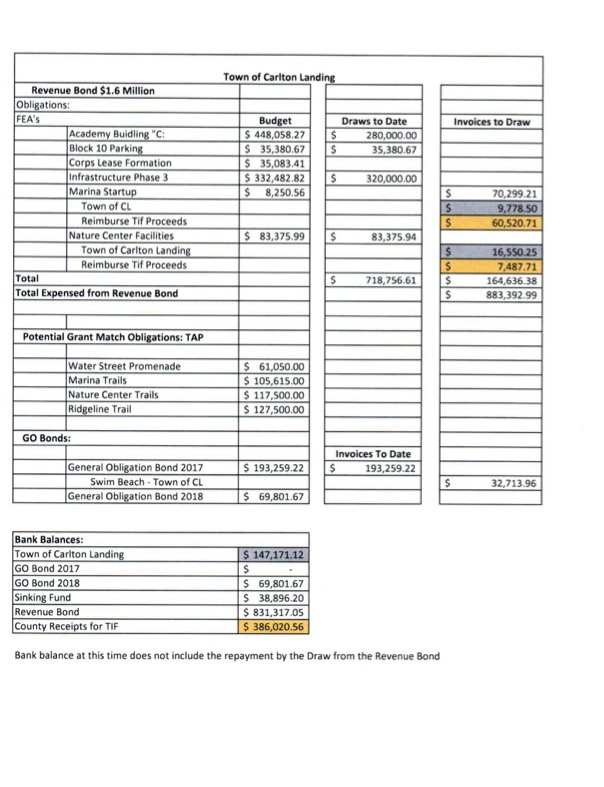 Town of Carlton Landing
Revenue Bond $1.6 Million
Obligations:
FEA's Budget Draws to Date Invoices to Draw
Academy Buidling "C: $ 448,058.27 $ 280,000.00
Block 10 Parking $ 35,380.67 $ 35,380.67
Corps Lease Formation $ 35,083.41
Infrastructure Phase 3 $ 332,482.82 $ 320,000.00
Marina Startup $ 8,250.56 $ 70,299.21
Town of CL $ 9,778.50
Reimburse Tif Proceeds $ 60,520.71
Nature Center Facilities $ 83,375.99 $ 83,375.94
Town of Carlton Landing $ 16,550.25
Reimburse Tif Proceeds $ 7,487.71
Total $ 718,756.61 $ 164,636.38
Total Expensed from Revenue Bond $ 883,392.99
Potential Grant Match Obligations: TAP
Water Street Promenade $ 61,050.00
Marina Trails $ 105,615.00
Nature Center Trails $ 117,500.00
Ridgeline Trail $ 127,500.00
GO Bonds:
Invoices To Date
General Obligation Bond 2017 $ 193,259.22 $ 193,259.22
Swim Beach - Town of CL $ 32,713.96
General Obligation Bond 2018 $ 69,801.67
Bank Balances:
Town of Carlton Landing $ 147,171.12
GO Bond 2017 $ -
GO Bond 2018 $ 69,801.67
Sinking Fund $ 38,896.20
Revenue Bond $ 831,317.05
County Receipts for TIF $ 386,020.56
Bank balance at this time does not include the repayment by the Draw from the Revenue Bond